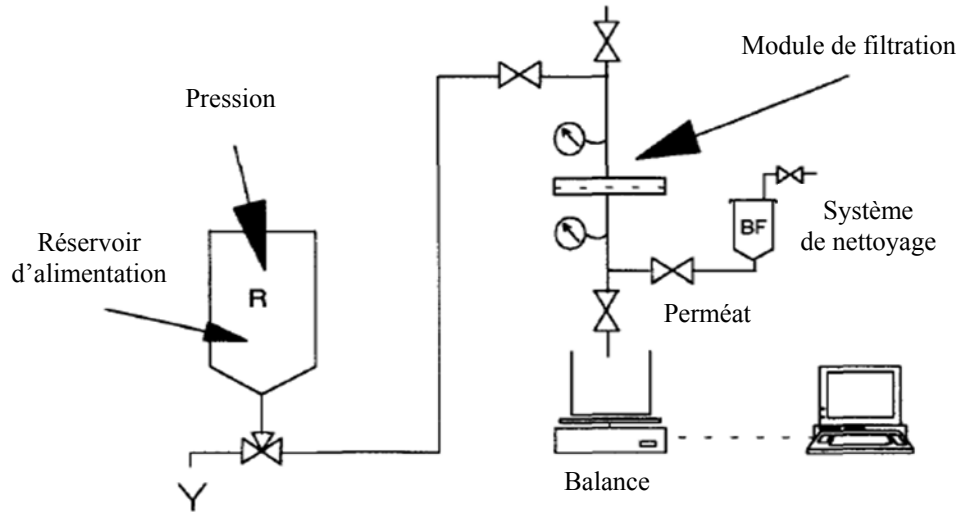 Module de filtration
Pression
Réservoir
d'alimentation
R
BF
Système
de nettoyage
Perméat
Balance